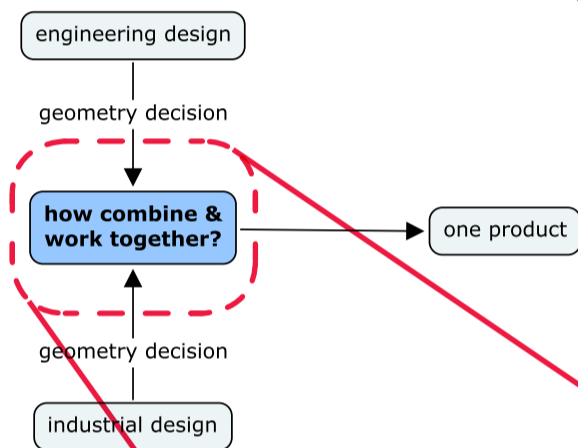 engineering design
geometry decision
how combine &
work together?
one product
geometry decision
industrial design